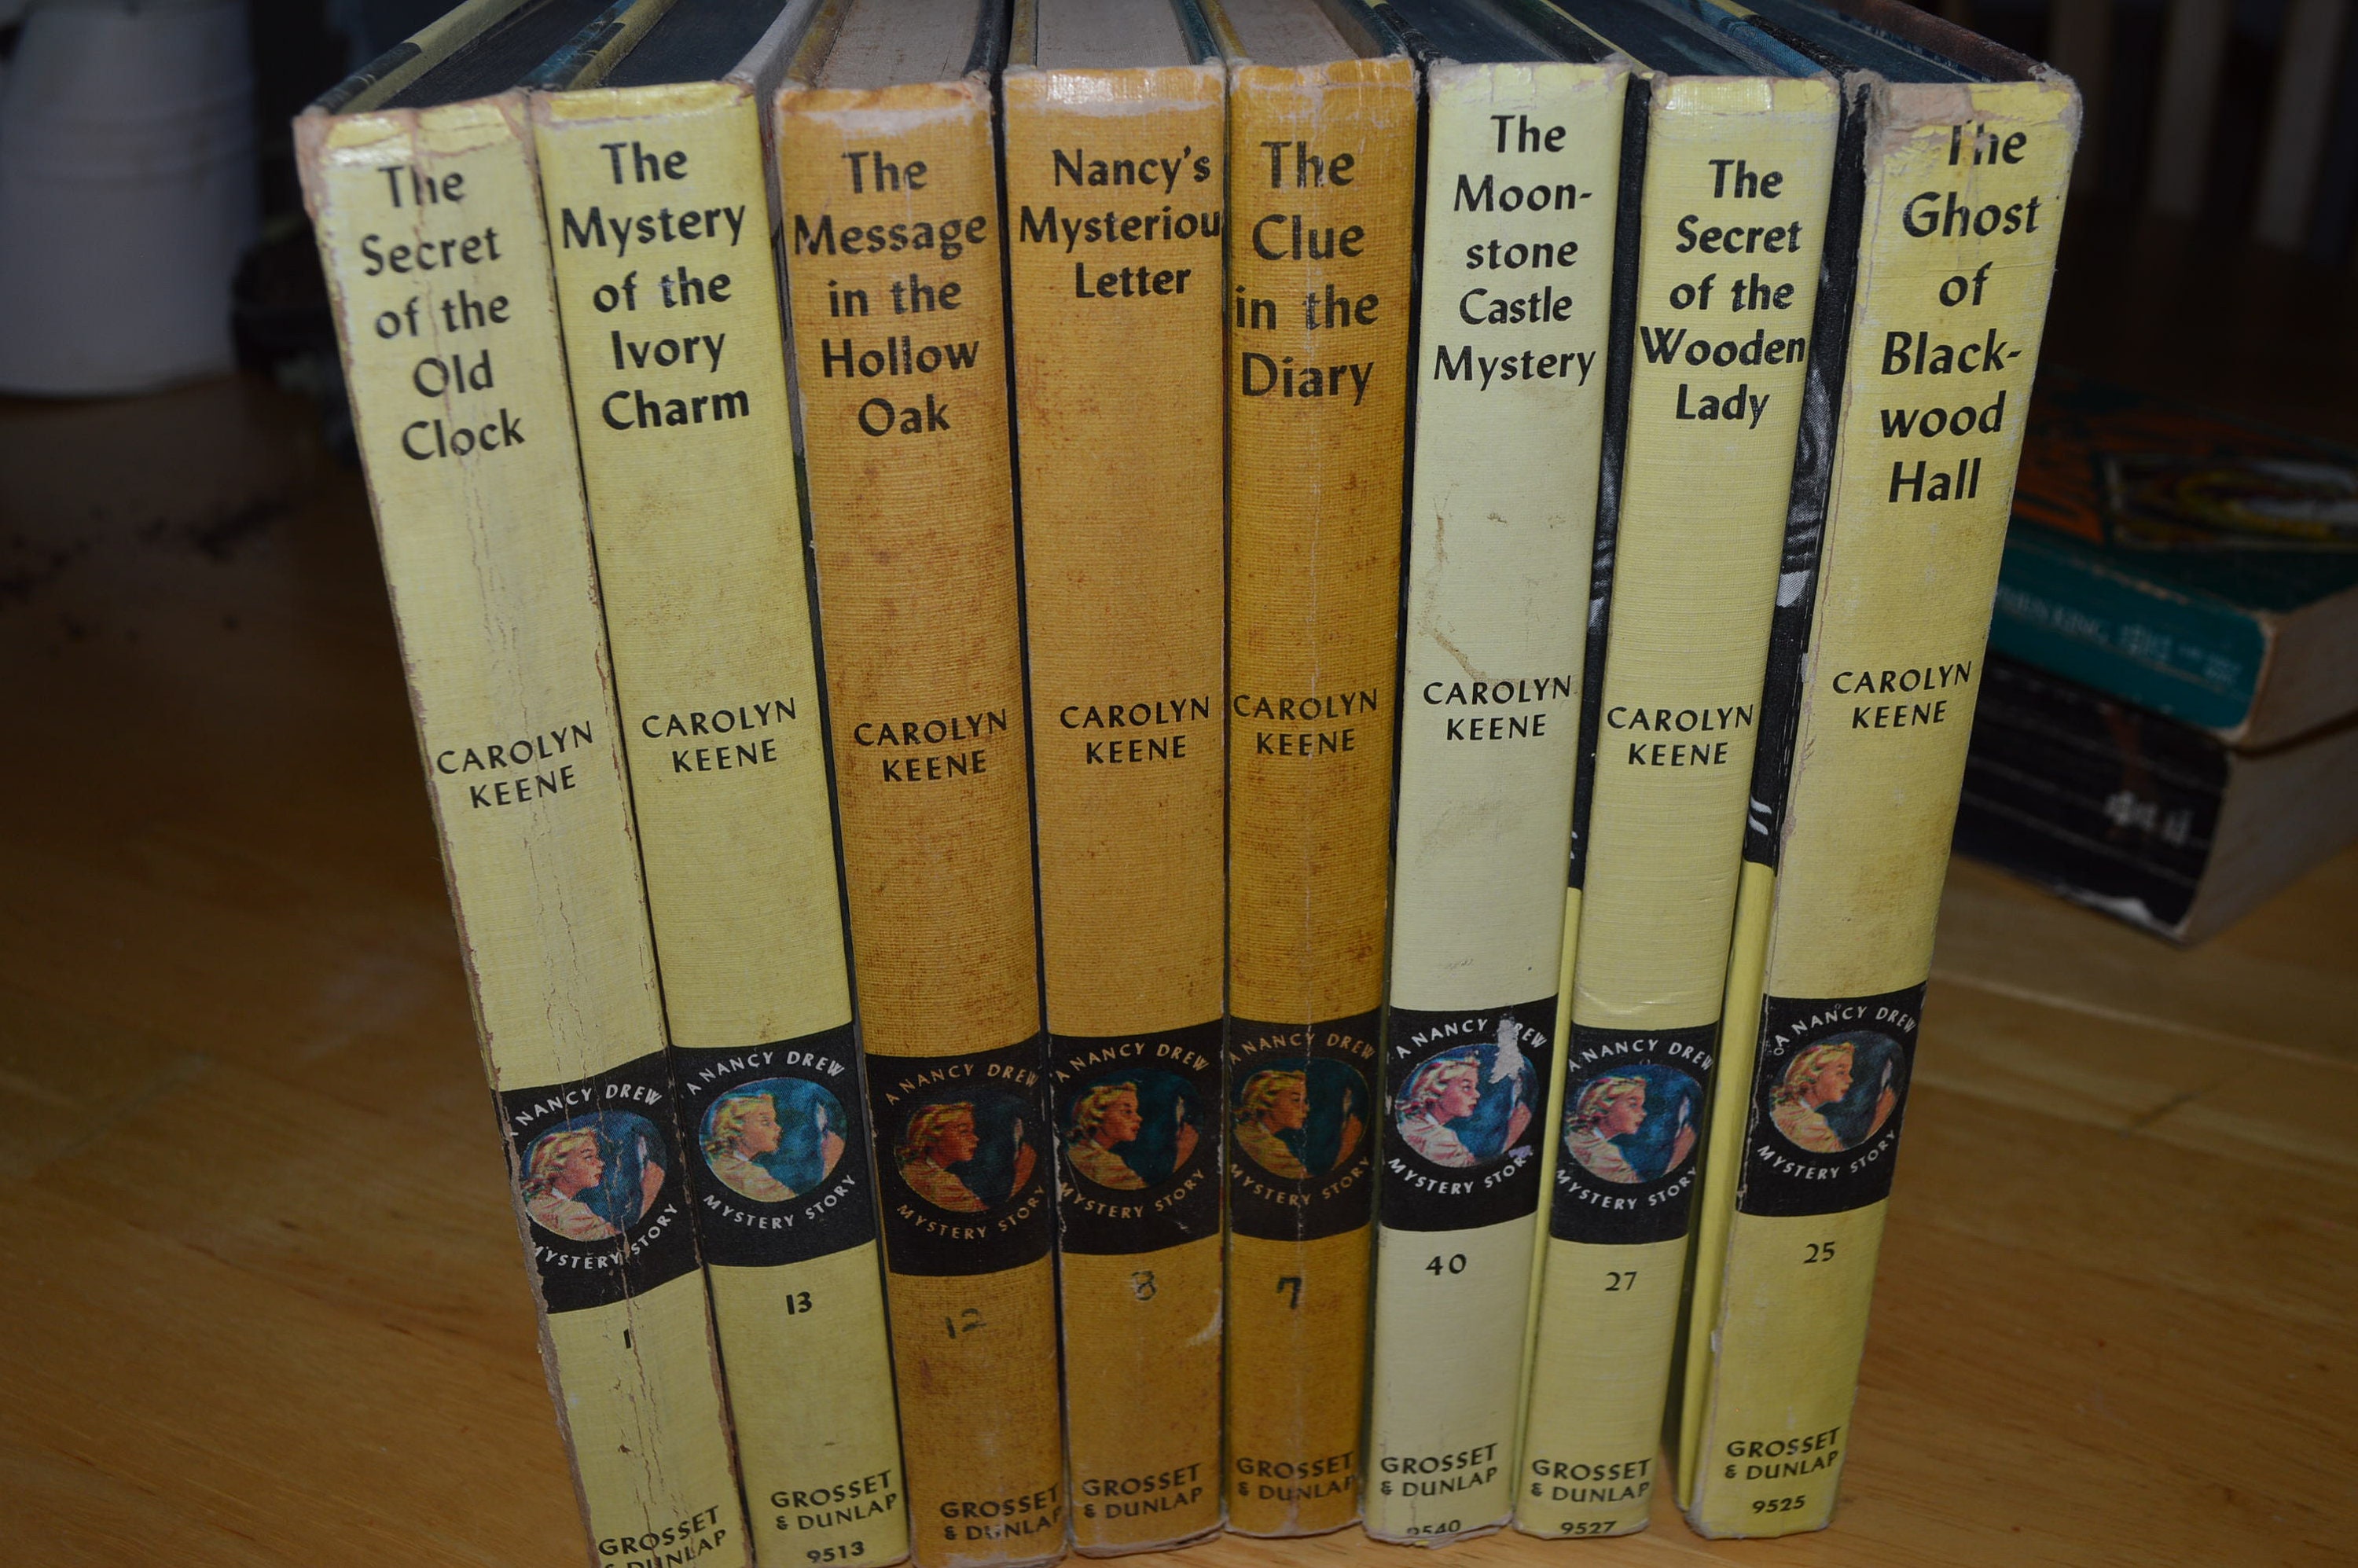 The
Secret
of the
Old
Clock
CAROLYN
KEENE
A NANCY DREW
MYSTERY STORY
1
GROSSET
& DUNLAP
The
Mystery
of the
Ivory
Charm
CAROLYN
KEENE
A NANCY DREW
MYSTERY STORY
13
GROSSET
& DUNLAP
9513
The
Message
in the
Hollow
Oak
CAROLYN
KEENE
A NANCY DREW
MYSTERY STORY
12
GROSSET
& DUNLAP
Nancy's
Mysteriou
Letter
CAROLYN
KEENE
A NANCY DREW
MYSTERY STORY
8
GROSSET
& DUNLAP
The
Clue
in the
Diary
CAROLYN
KEENE
A NANCY DREW
MYSTERY STORY
7
GROSSET
& DUNLAP
The
Moon-
stone
Castle
Mystery
CAROLYN
KEENE
A NANCY DREW
MYSTERY STORY
40
GROSSET
& DUNLAP
9540
The
Secret
of the
Wooden
Lady
CAROLYN
KEENE
A NANCY DREW
MYSTERY STORY
27
GROSSET
& DUNLAP
9527
The
Ghost
of
Black-
wood
Hall
CAROLYN
KEENE
A NANCY DREW
MYSTERY STORY
25
GROSSET
& DUNLAP
9525